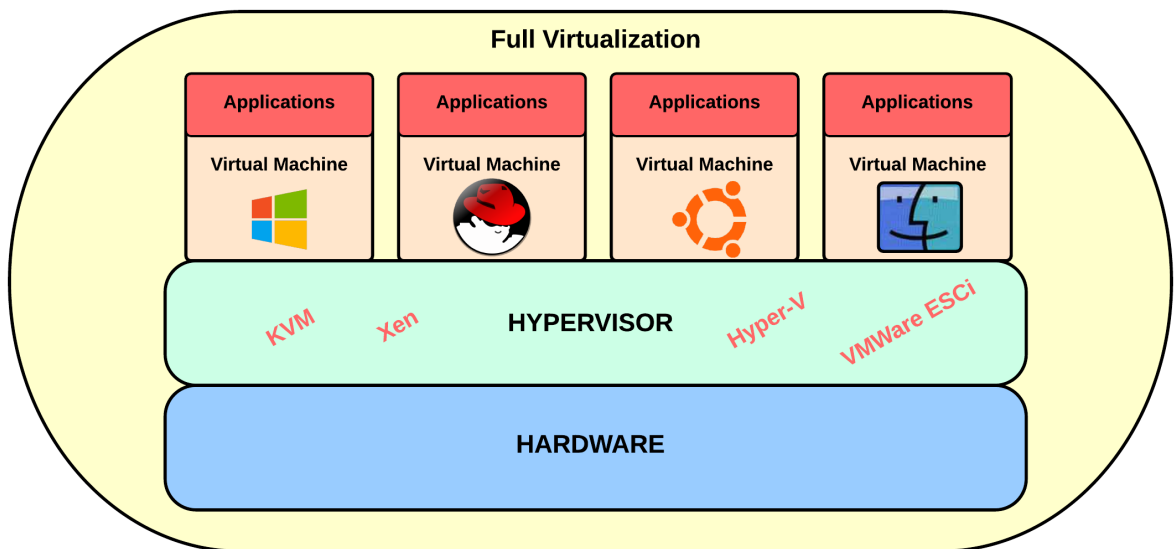 Full Virtualization
Applications
Applications
Applications
Applications
Virtual Machine
Virtual Machine
Virtual Machine
Virtual Machine
KVM
Xen
HYPERVISOR
Hyper-V
VMWare ESCi
HARDWARE